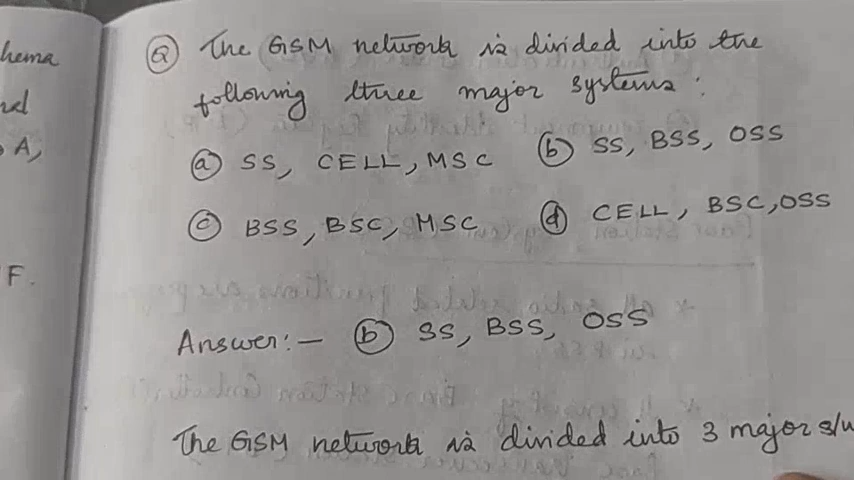 hema
A,
F.
Q The GSM network is divided into the
following three major systems:
a SS, CELL, MSC
b SS, BSS, OSS
c BSS, BSC, MSC
d CELL, BSC, OSS
Answer:- b SS, BSS, OSS
The GSM network is divided into 3 major